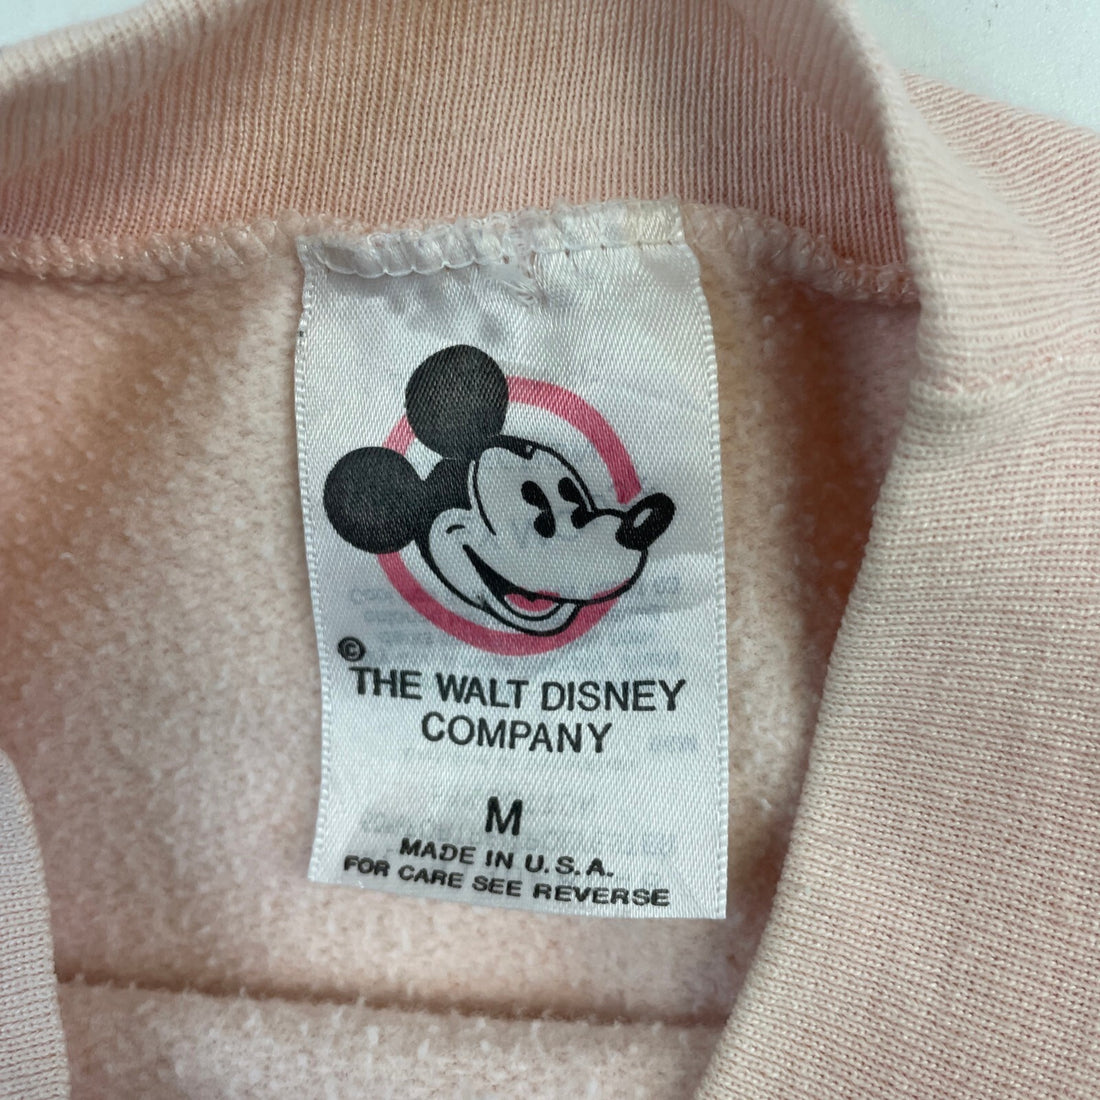 ©
THE WALT DISNEY
COMPANY
M
MADE IN U.S.A.
FOR CARE SEE REVERSE